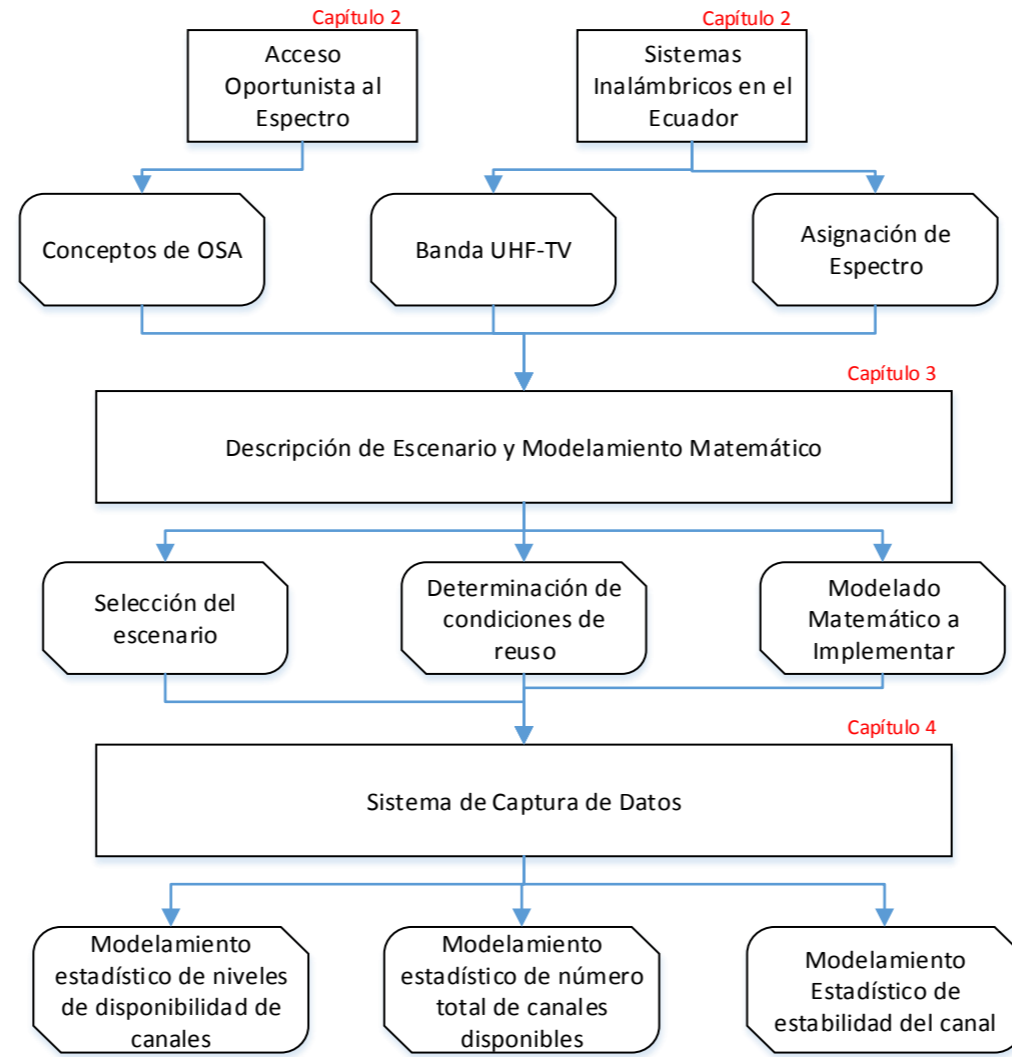 Capítulo 2
Capítulo 2
Acceso
Oportunista al
Espectro
Sistemas
Inalámbricos en el
Ecuador
Conceptos de OSA
Banda UHF-TV
Asignación de
Espectro
Capítulo 3
Descripción de Escenario y Modelamiento Matemático
Selección del
escenario
Determinación de
condiciones de
reuso
Modelado
Matemático a
Implementar
Capítulo 4
Sistema de Captura de Datos
Modelamiento
estadístico de niveles
de disponibilidad de
canales
Modelamiento
estadístico de número
total de canales
disponibles
Modelamiento
Estadístico de
estabilidad del canal